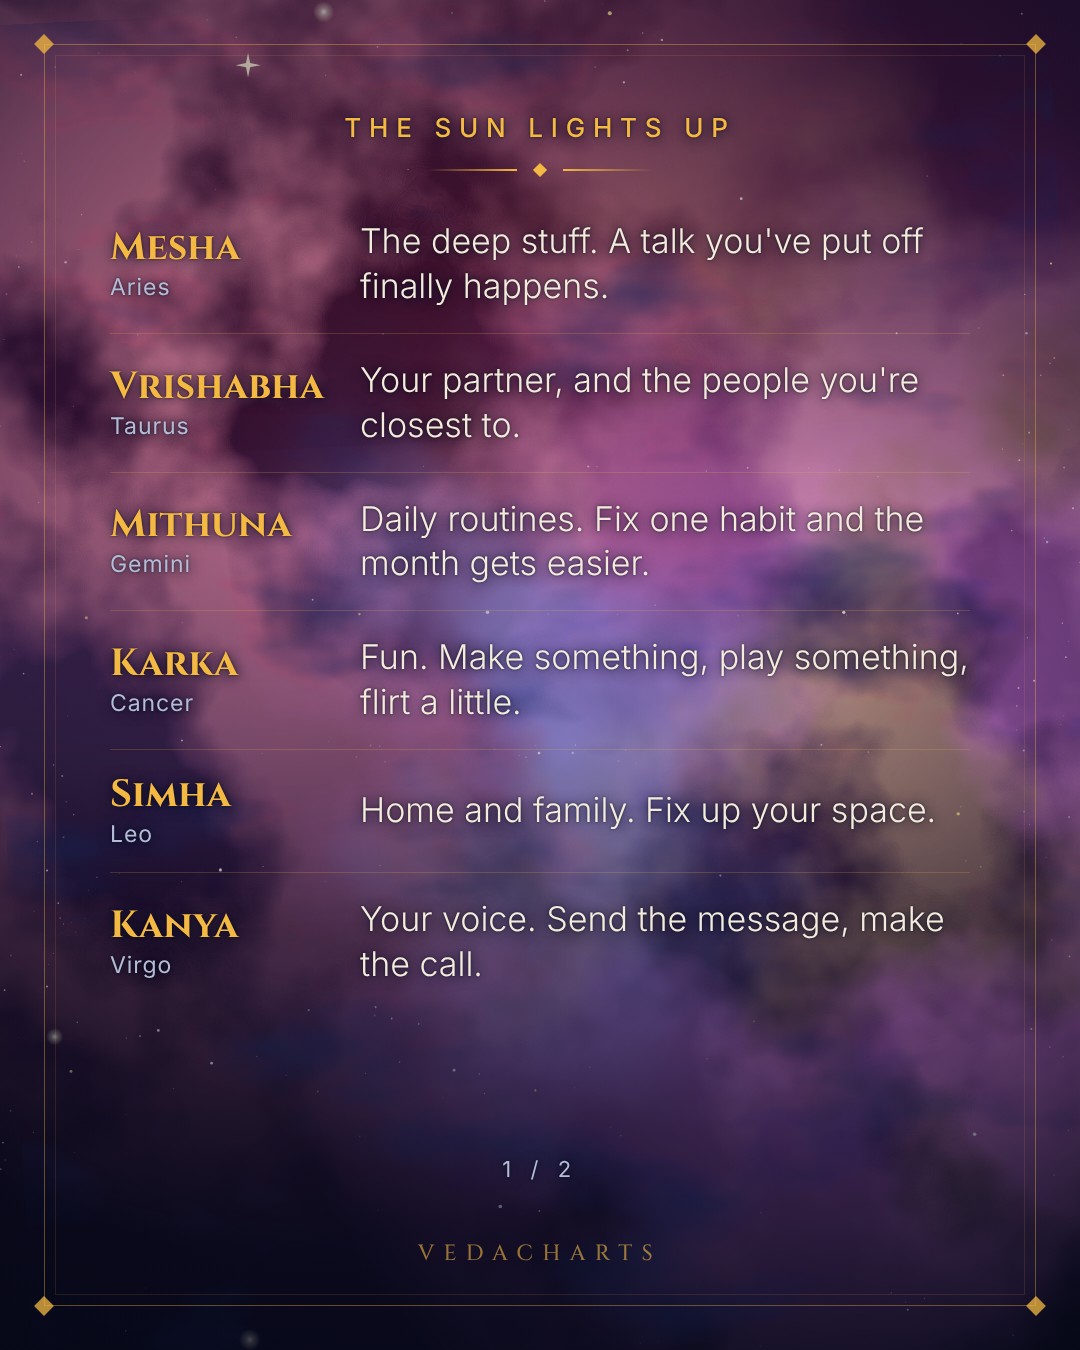 THE SUN LIGHTS UP
MESHA
Aries
The deep stuff. A talk you've put off
finally happens.
VRISHABHA
Taurus
Your partner, and the people you're
closest to.
MITHUNA
Gemini
Daily routines. Fix one habit and the
month gets easier.
KARKA
Cancer
Fun. Make something, play something,
flirt a little.
SIMHA
Leo
Home and family. Fix up your space.
KANYA
Virgo
Your voice. Send the message, make
the call.
1 / 2
VEDACHARTS